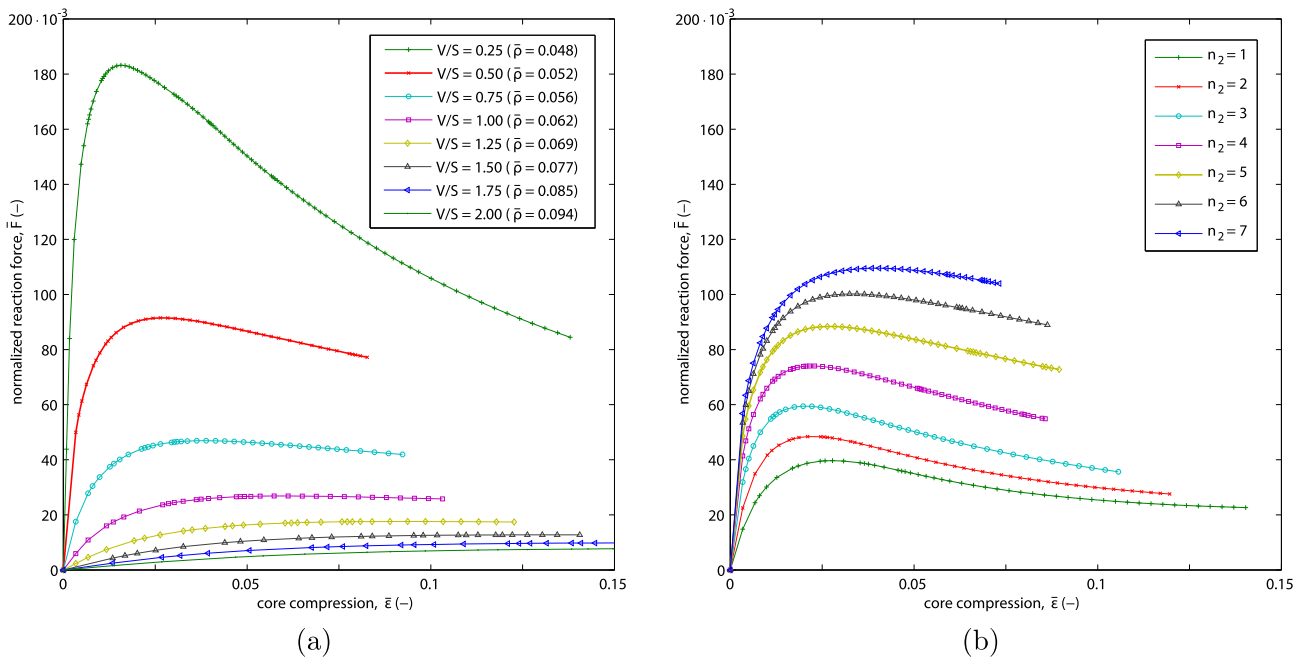 200 · 10⁻³
180
160
140
120
100
80
60
40
20
0
normalized reaction force, F̄ (−)
V/S = 0.25 ( ρ̄ = 0.048)
V/S = 0.50 ( ρ̄ = 0.052)
V/S = 0.75 ( ρ̄ = 0.056)
V/S = 1.00 ( ρ̄ = 0.062)
V/S = 1.25 ( ρ̄ = 0.069)
V/S = 1.50 ( ρ̄ = 0.077)
V/S = 1.75 ( ρ̄ = 0.085)
V/S = 2.00 ( ρ̄ = 0.094)
0 0.05 0.1 0.15
core compression, ε̄ (−)
(a)
200 · 10⁻³
180
160
140
120
100
80
60
40
20
0
normalized reaction force, F̄ (−)
n₂ = 1
n₂ = 2
n₂ = 3
n₂ = 4
n₂ = 5
n₂ = 6
n₂ = 7
0 0.05 0.1 0.15
core compression, ε̄ (−)
(b)